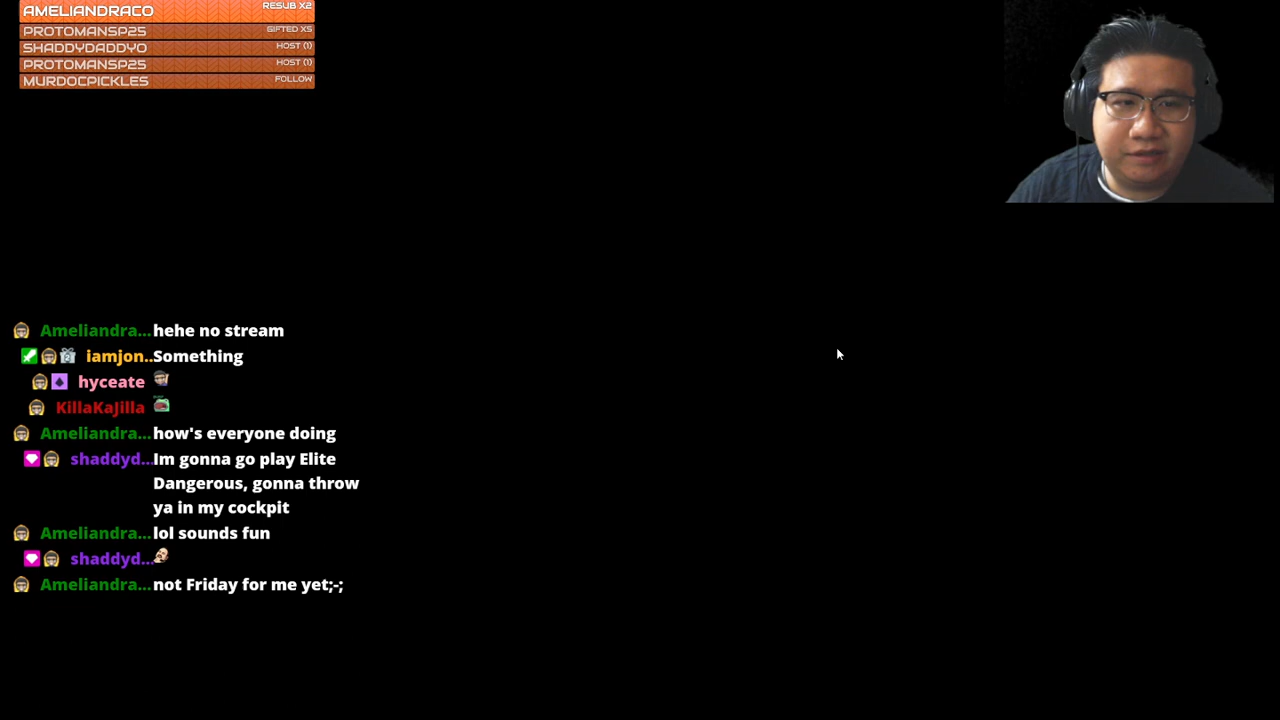 AMELIANDRACO RESUB X2
PROTOMANSP25 GIFTED X5
SHADDYDADDYO HOST (1)
PROTOMANSP25 HOST (1)
MURDOCPICKLES FOLLOW
Ameliandra... hehe no stream
iamjon.. Something
hyceate
KillaKaJilla
Ameliandra... how's everyone doing
shaddyd... Im gonna go play Elite
Dangerous, gonna throw
ya in my cockpit
Ameliandra... lol sounds fun
shaddyd...
Ameliandra... not Friday for me yet;-;